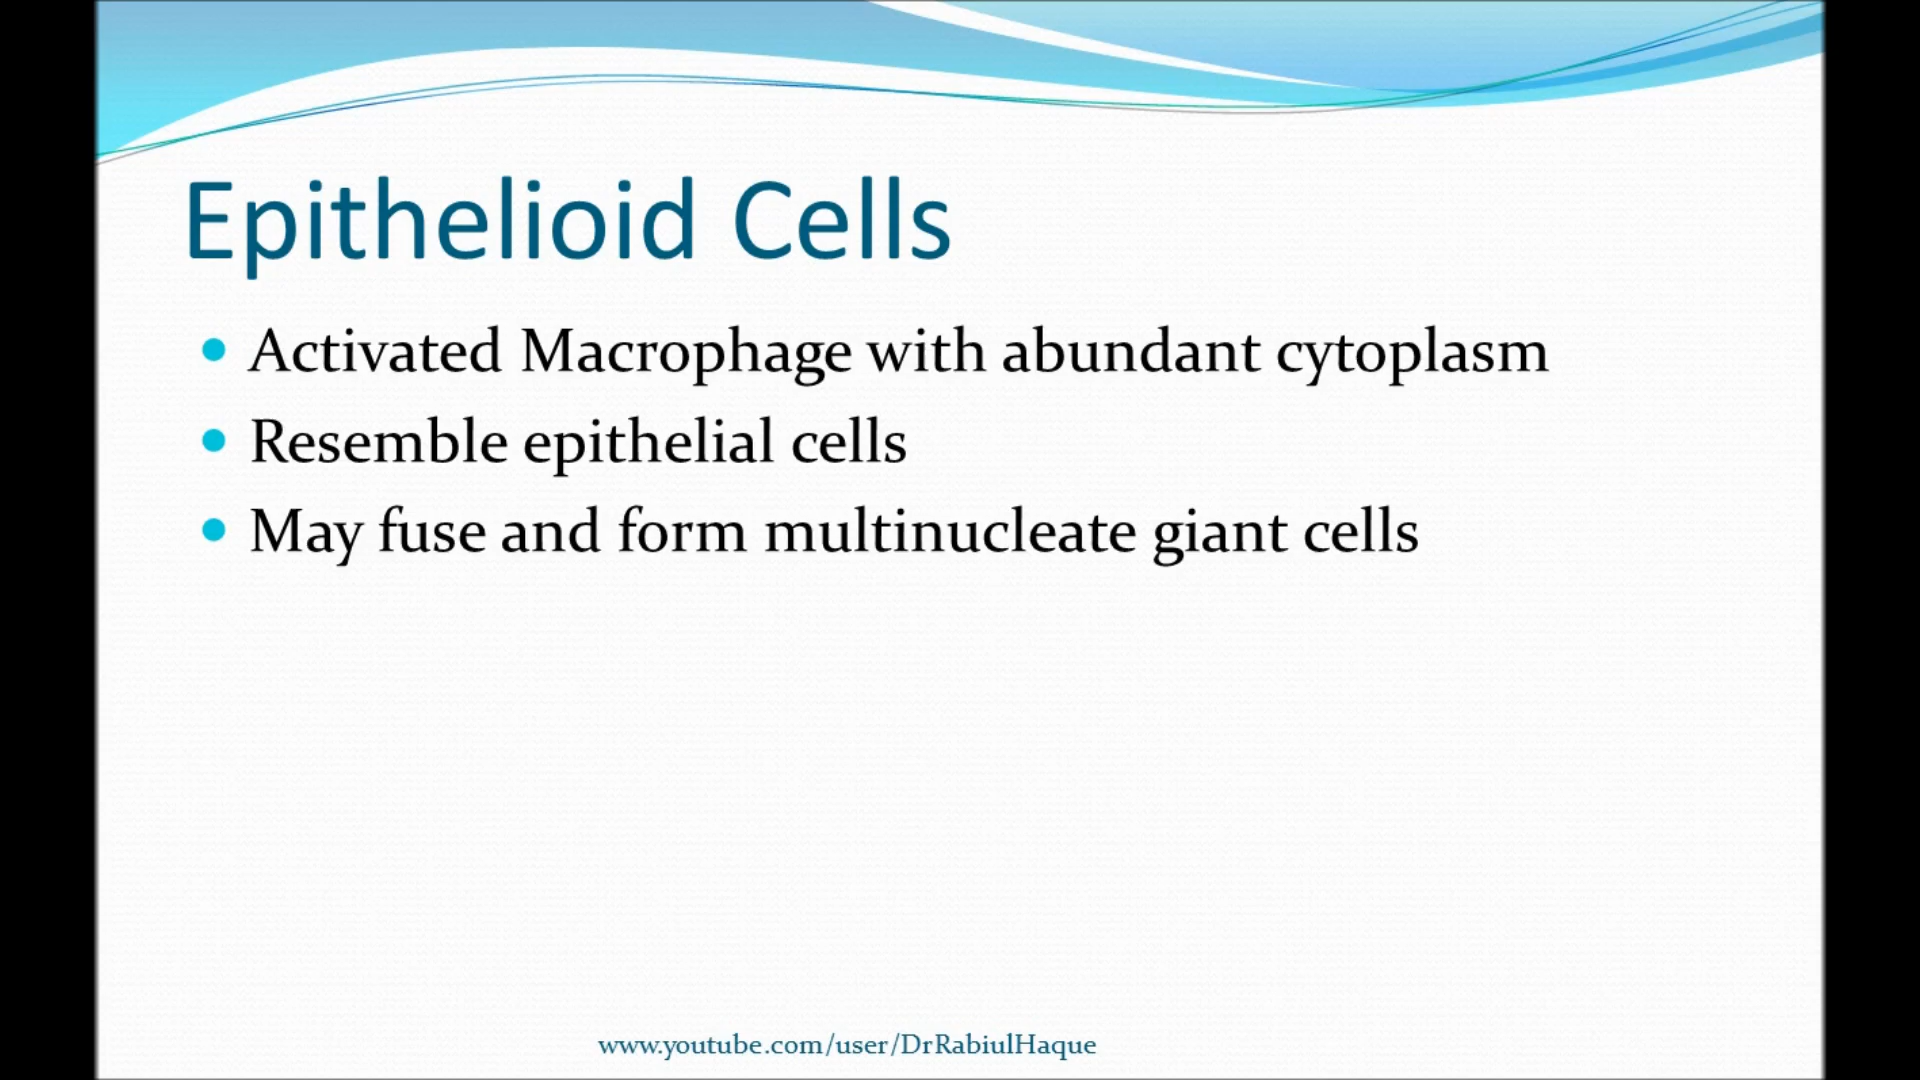 Epithelioid Cells
• Activated Macrophage with abundant cytoplasm
• Resemble epithelial cells
• May fuse and form multinucleate giant cells
www.youtube.com/user/DrRabiulHaque